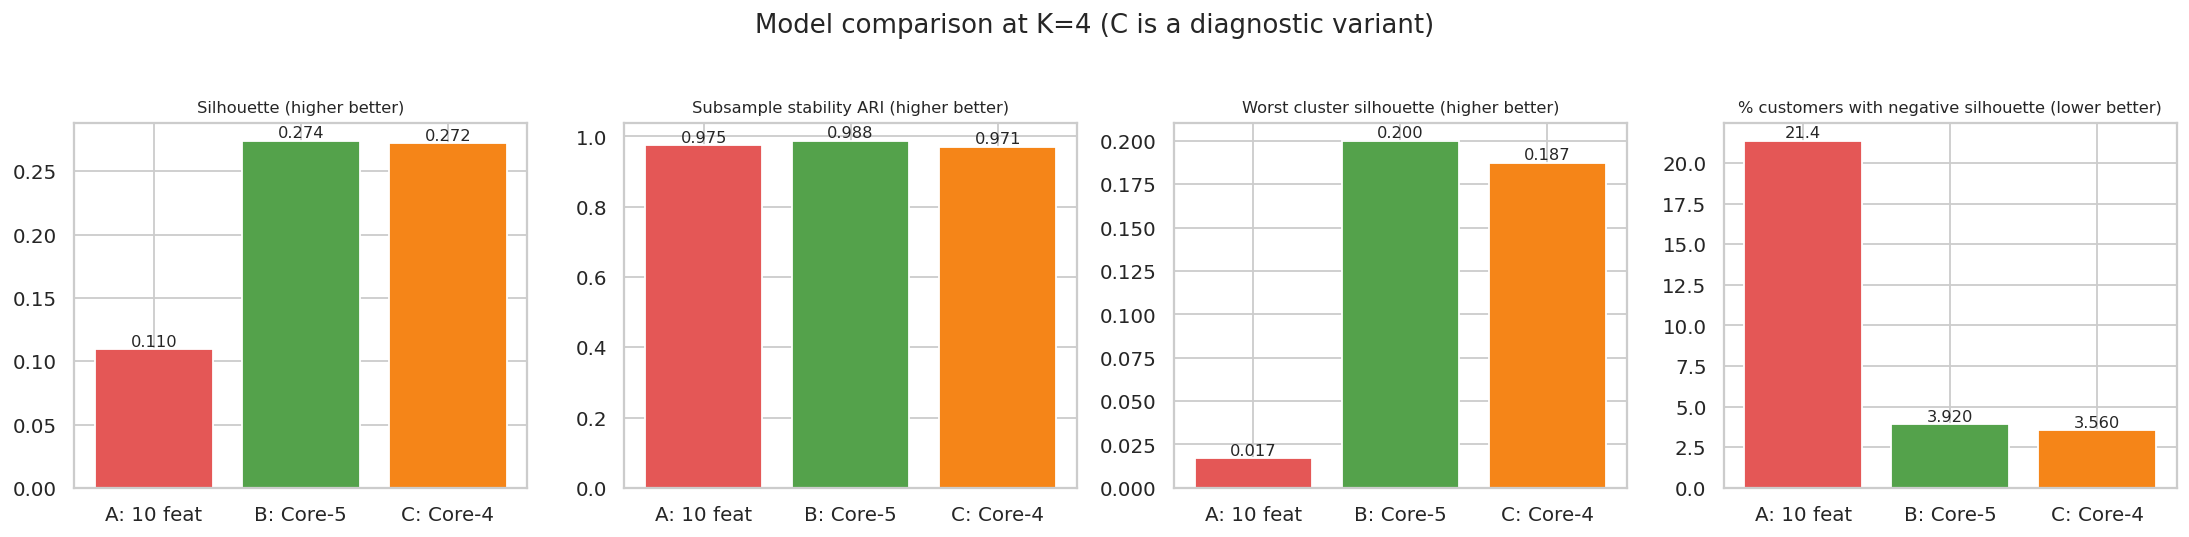 Model comparison at K=4 (C is a diagnostic variant)
Silhouette (higher better)
0.25
0.20
0.15
0.10
0.05
0.00
0.110
0.274
0.272
A: 10 feat
B: Core-5
C: Core-4
Subsample stability ARI (higher better)
1.0
0.8
0.6
0.4
0.2
0.0
0.975
0.988
0.971
A: 10 feat
B: Core-5
C: Core-4
Worst cluster silhouette (higher better)
0.200
0.175
0.150
0.125
0.100
0.075
0.050
0.025
0.000
0.017
0.200
0.187
A: 10 feat
B: Core-5
C: Core-4
% customers with negative silhouette (lower better)
20.0
17.5
15.0
12.5
10.0
7.5
5.0
2.5
0.0
21.4
3.920
3.560
A: 10 feat
B: Core-5
C: Core-4